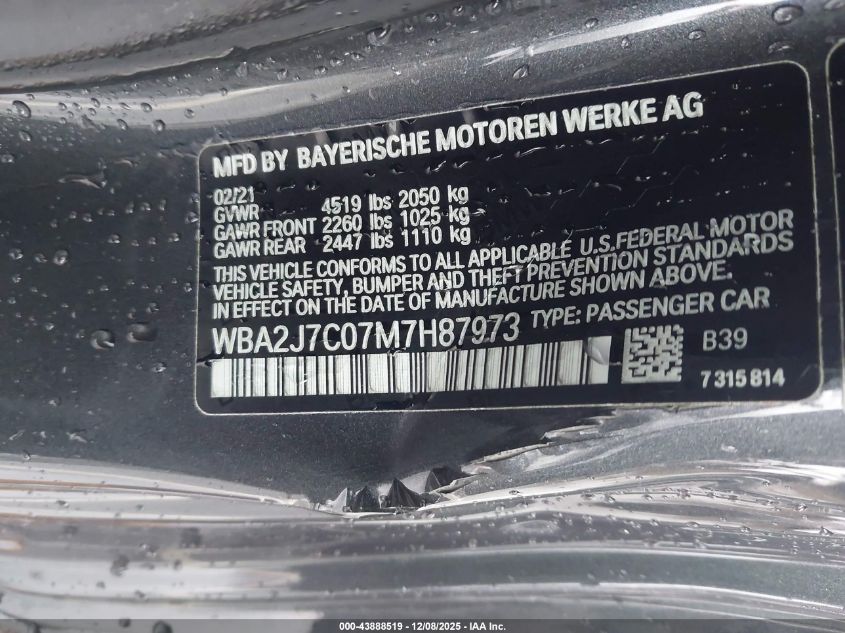 MFD BY BAYERISCHE MOTOREN WERKE AG
02/21
GVWR 4519 lbs 2050 kg
GAWR FRONT 2260 lbs 1025 kg
GAWR REAR 2447 lbs 1110 kg
THIS VEHICLE CONFORMS TO ALL APPLICABLE U.S.FEDERAL MOTOR
VEHICLE SAFETY, BUMPER AND THEFT PREVENTION STANDARDS
IN EFFECT ON THE DATE OF MANUFACTURE SHOWN ABOVE.
WBA2J7C07M7H87973 TYPE: PASSENGER CAR
B39
7 315 814
000-43888519 - 12/08/2025 - IAA Inc.